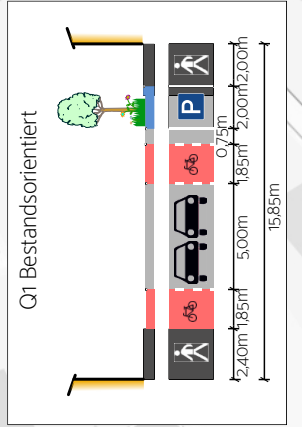 Q1 Bestandsorientiert
P
2,40m
1,85m
5,00m
1,85m
0,75m
2,00m
2,00m
15,85m